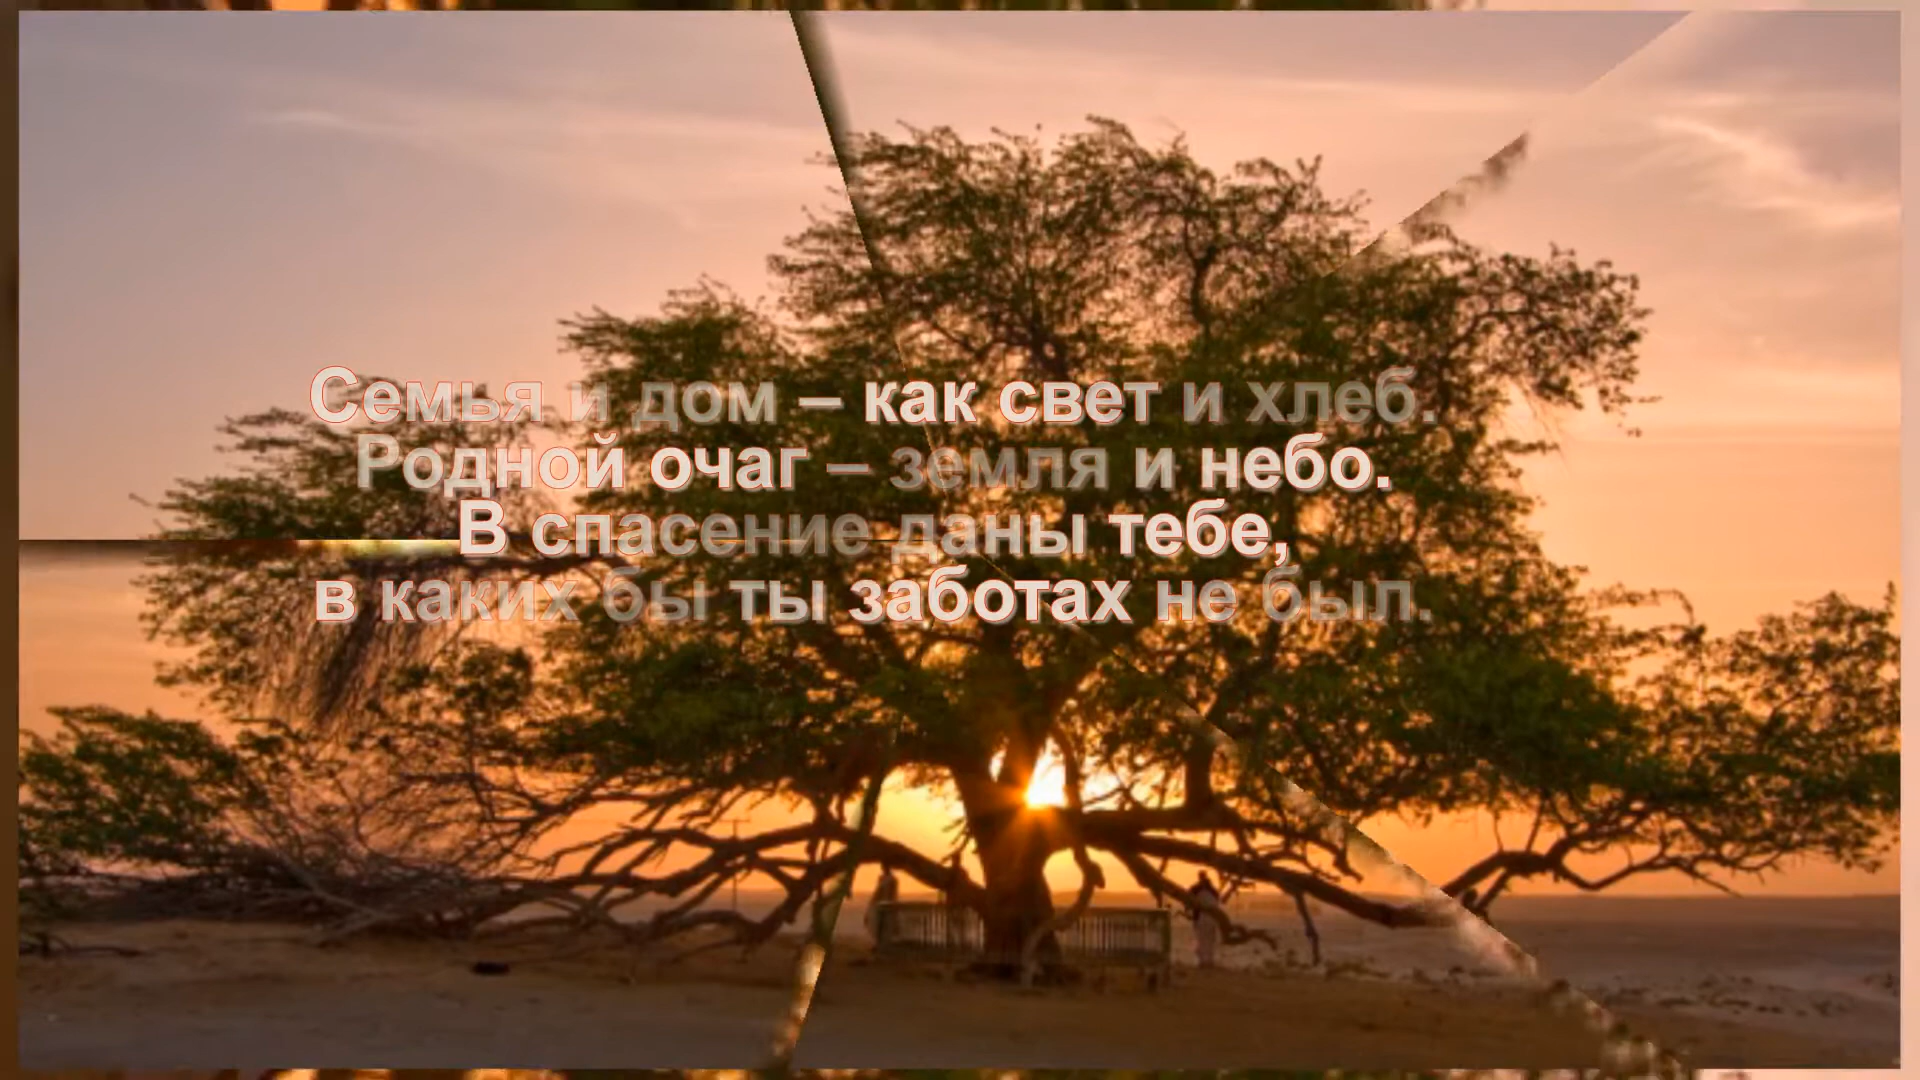 Семья и дом – как свет и хлеб.
Родной очаг – земля и небо.
В спасение даны тебе,
в каких бы ты заботах не был.